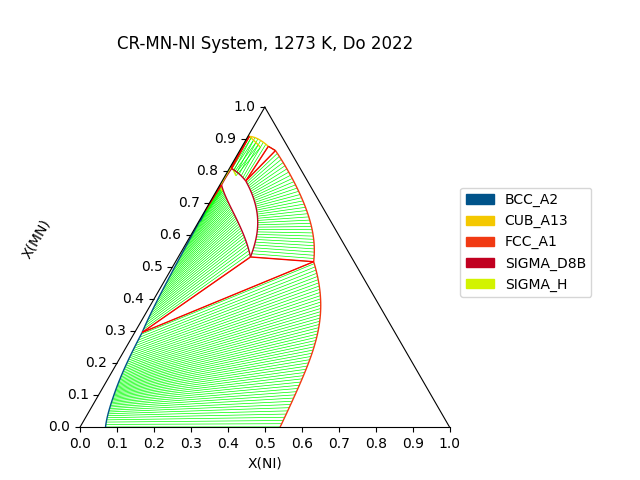 CR-MN-NI System, 1273 K, Do 2022
1.0
0.9
0.8
0.7
0.6
0.5
0.4
0.3
0.2
0.1
0.0
X(MN)
0.0 0.1 0.2 0.3 0.4 0.5 0.6 0.7 0.8 0.9 1.0
X(NI)
BCC_A2
CUB_A13
FCC_A1
SIGMA_D8B
SIGMA_H